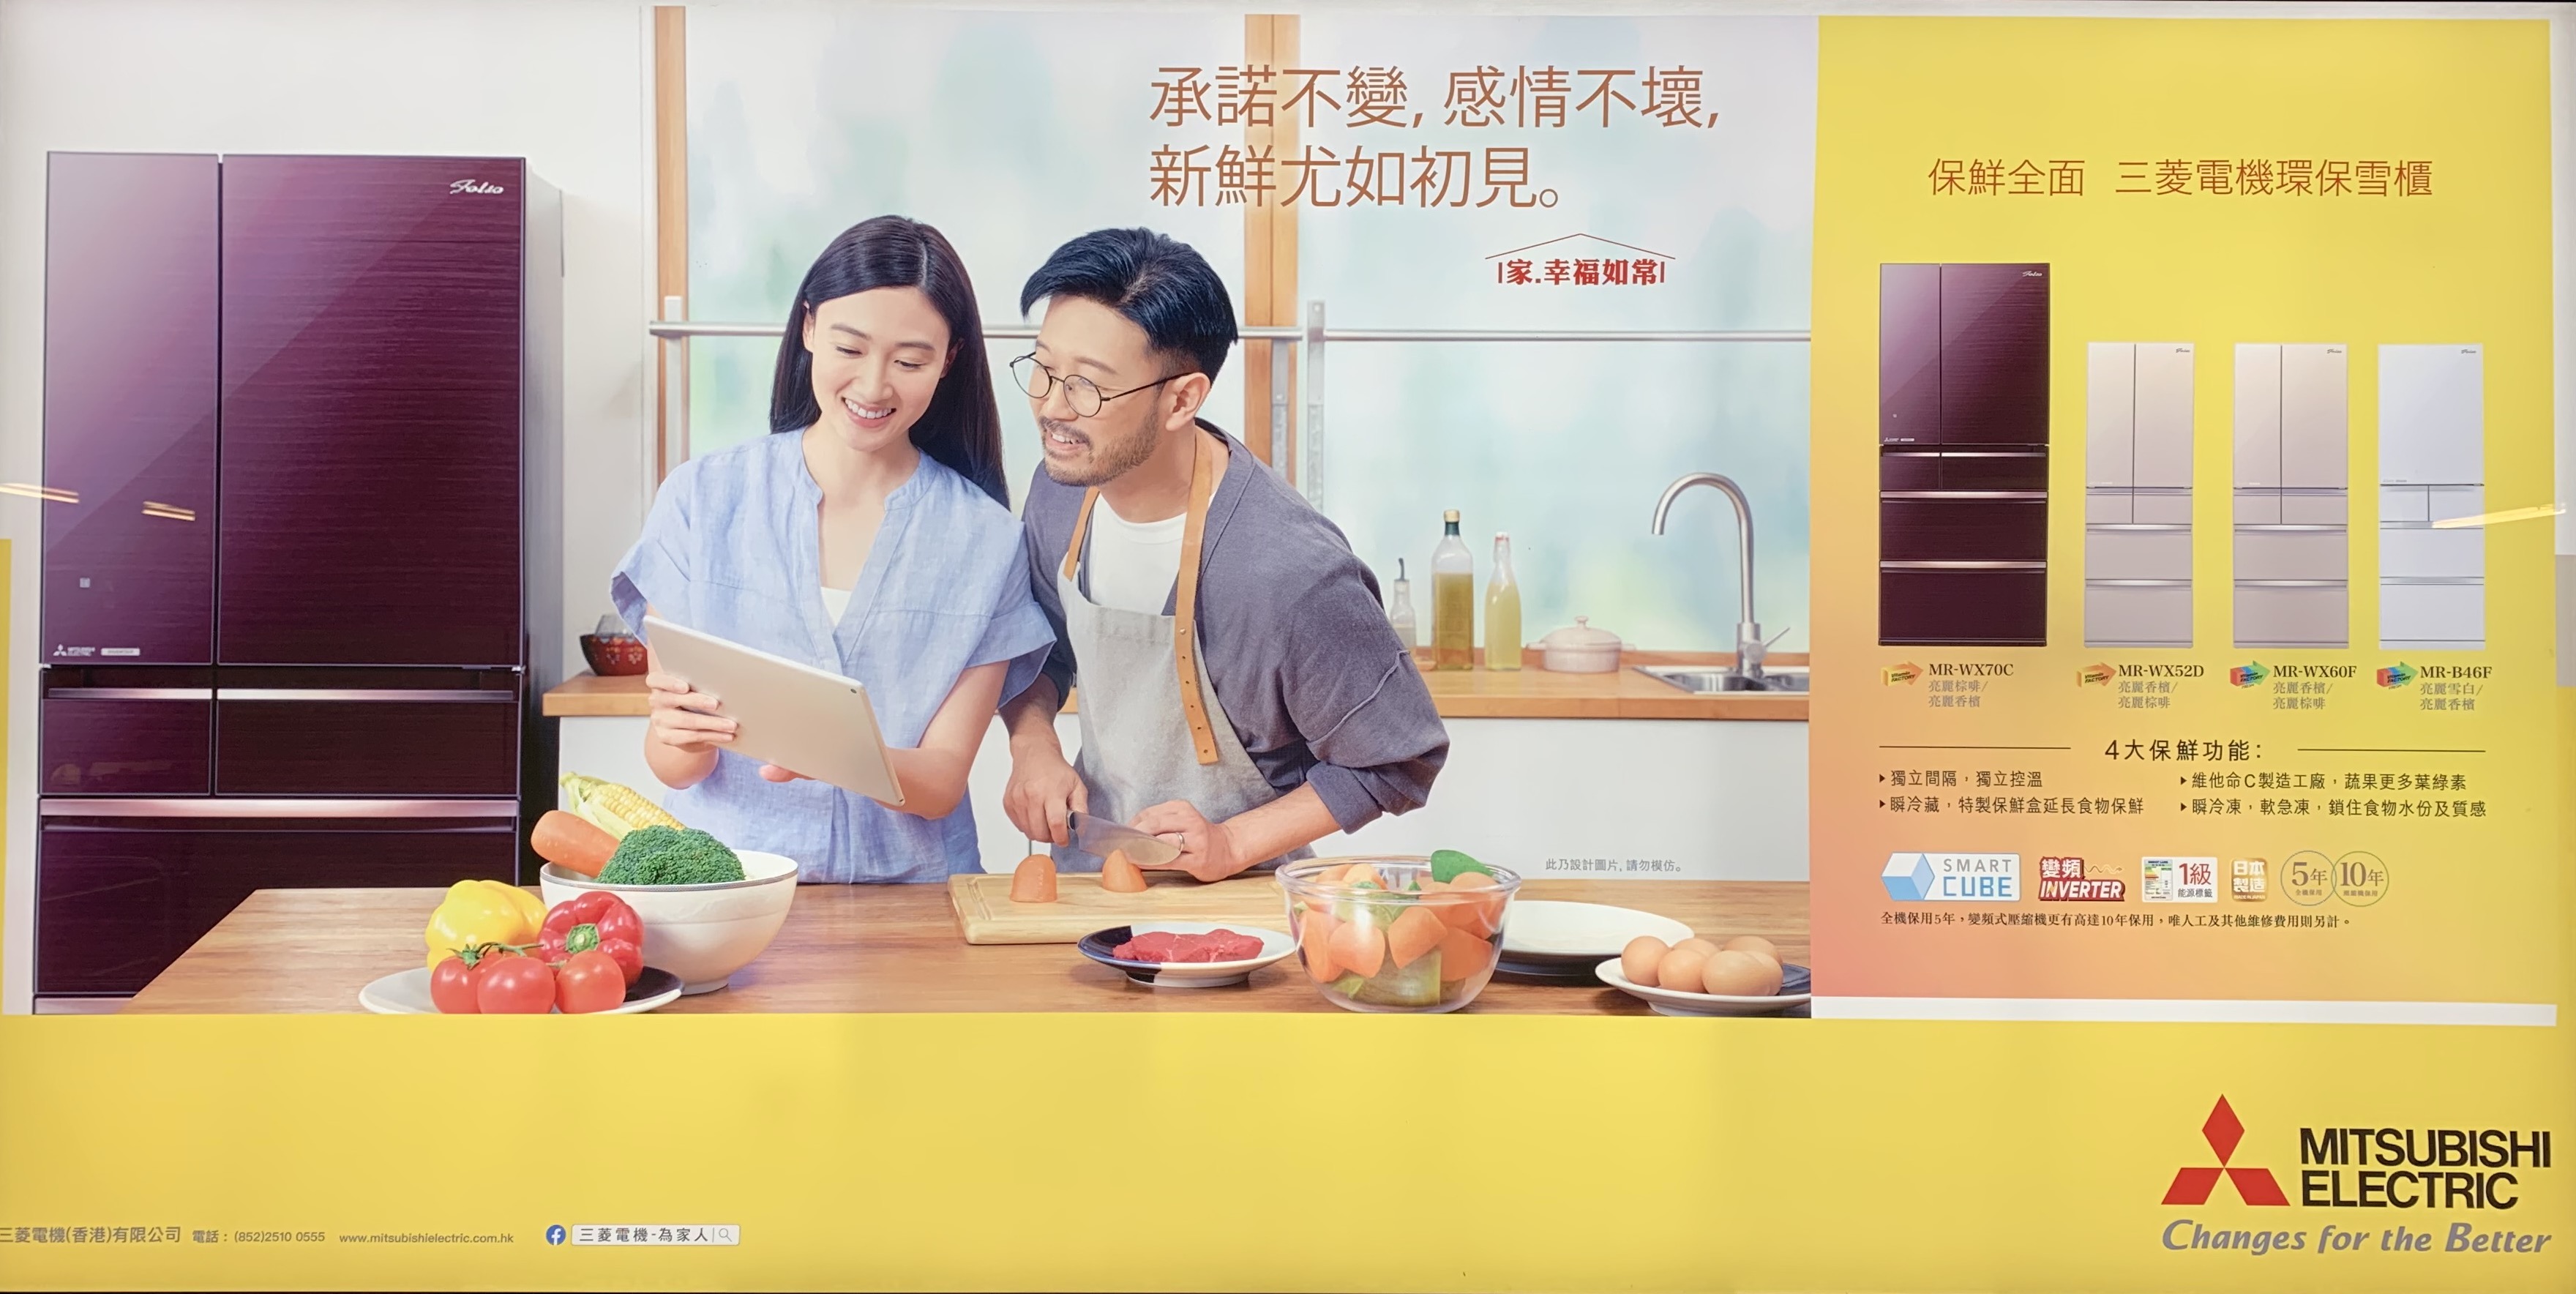 承諾不變, 感情不壞,
新鮮尤如初見。
家.幸福如常
Folio
MITSUBISHI ELECTRIC
此乃設計圖片, 請勿模仿。
保鮮全面 三菱電機環保雪櫃
MR-WX70C
亮麗棕啡/
亮麗香檳
MR-WX52D
亮麗香檳/
亮麗棕啡
MR-WX60F
亮麗香檳/
亮麗棕啡
MR-B46F
亮麗雪白/
亮麗香檳
4大保鮮功能:
獨立間隔,獨立控溫
瞬冷藏,特製保鮮盒延長食物保鮮
維他命C製造工廠,蔬果更多葉綠素
瞬冷凍,軟急凍,鎖住食物水份及質感
SMART
CUBE
變頻
INVERTER
1級
能源標籤
日本
製造
5年
全機保用
10年
全機保用5年,變頻式壓縮機更有高達10年保用,唯人工及其他維修費用則另計。
三菱電機(香港)有限公司 電話 : (852)2510 0555 www.mitsubishielectric.com.hk
三菱電機-為家人
MITSUBISHI
ELECTRIC
Changes for the Better